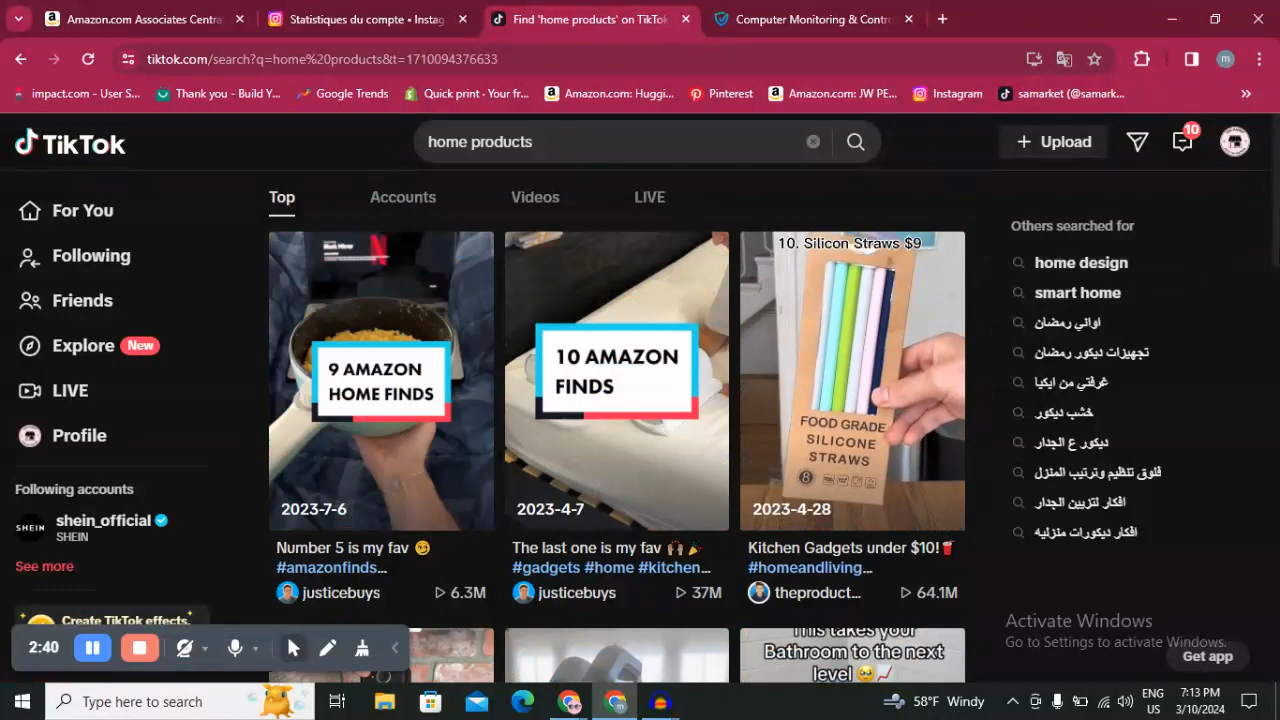 Amazon.com Associates Centra
Statistiques du compte • Instag
Find 'home products' on TikTok
Computer Monitoring & Contro
tiktok.com/search?q=home%20products&t=1710094376633
impact.com - User S...
Thank you - Build Y...
Google Trends
Quick print · Your fr...
Amazon.com: Huggi...
Pinterest
Amazon.com: JW PE...
Instagram
samarket (@samark...
TikTok
home products
Upload
10
For You
Following
Friends
Explore New
LIVE
Profile
Following accounts
shein_official
SHEIN
SHEIN
See more
Create TikTok effects,
Top
Accounts
Videos
LIVE
9 AMAZON
HOME FINDS
2023-7-6
Number 5 is my fav 😏
#amazonfinds...
justicebuys
6.3M
10 AMAZON
FINDS
2023-4-7
The last one is my fav 🙌🏾 🎉
#gadgets #home #kitchen...
justicebuys
37M
10. Silicon Straws $9
FOOD GRADE
SILICONE
STRAWS
8
2023-4-28
Kitchen Gadgets under $10!🥤
#homeandliving...
theproduct...
64.1M
This takes your
Bathroom to the next
level 🥹📈
Others searched for
home design
smart home
اواني رمضان
تجهيزات ديكور رمضان
غرفتي من ايكيا
خشب ديكور
ديكور ع الجدار
فلوق تنظيم وترتيب المنزل
افكار لتزيين الجدار
افكار ديكورات منزليه
Activate Windows
Go to Settings to activate Windows.
Get app
2:40
Type here to search
58°F Windy
ENG
US
7:13 PM
3/10/2024